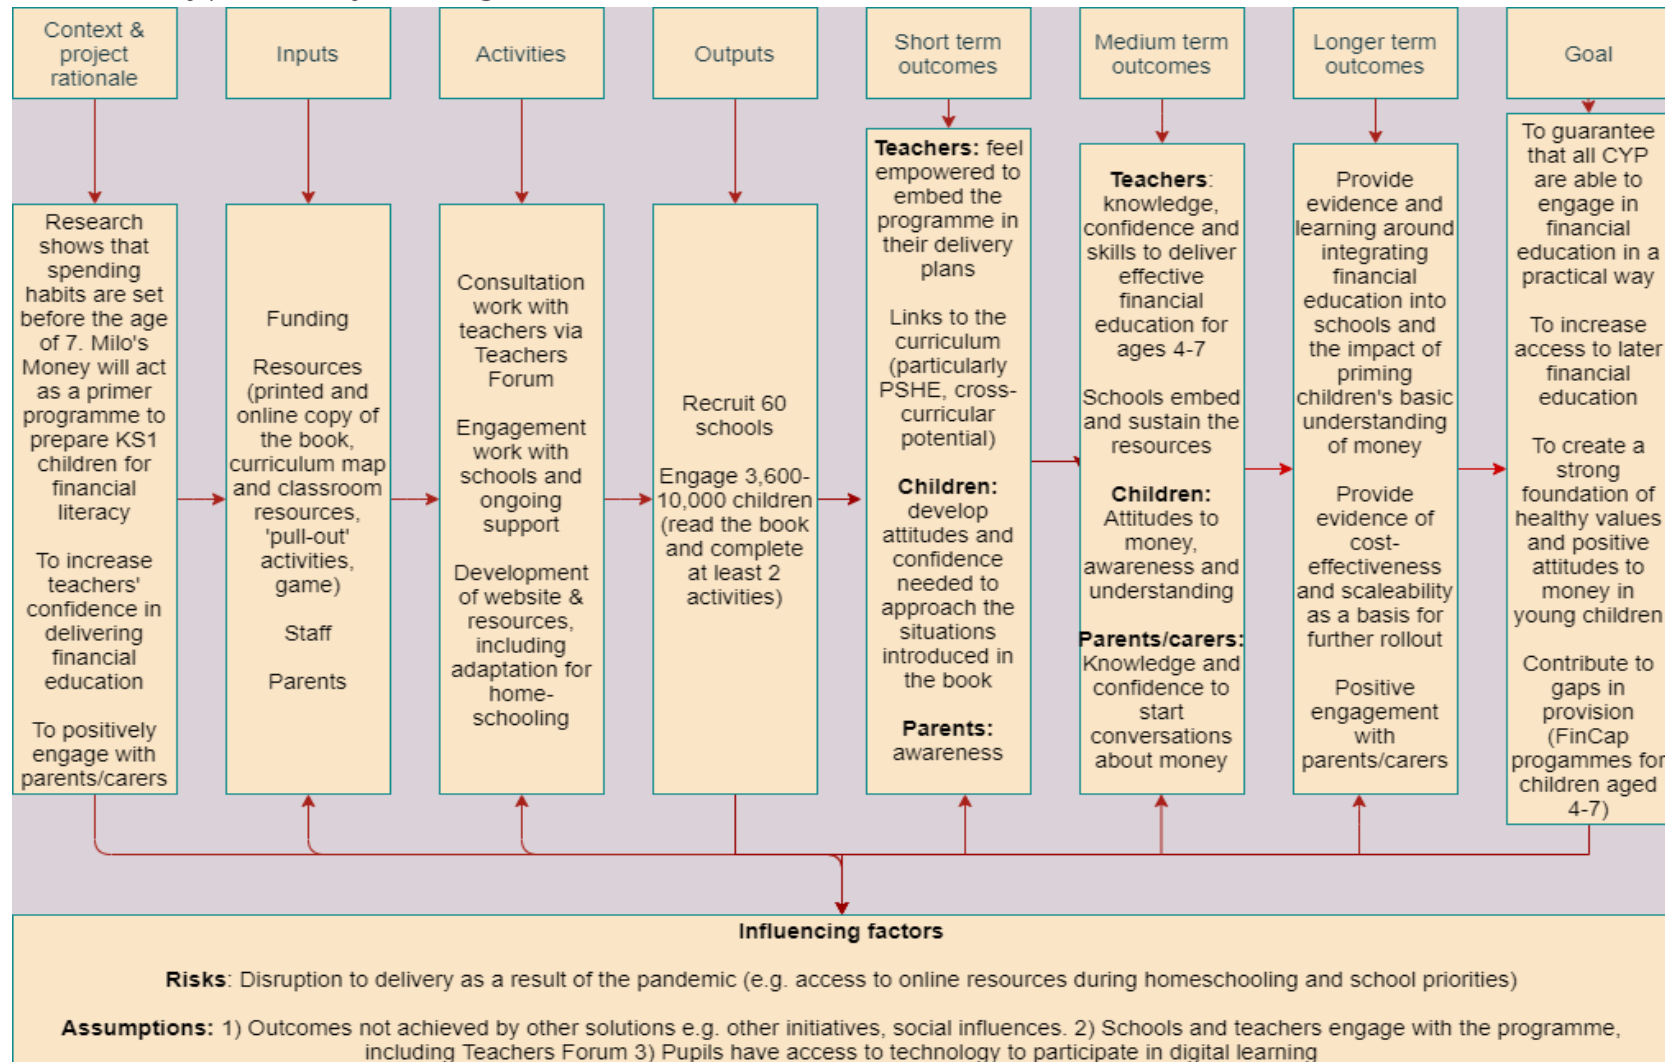 Context &
project
rationale
Inputs
Activities
Outputs
Short term
outcomes
Medium term
outcomes
Longer term
outcomes
Goal
Research
shows that
spending
habits are set
before the age
of 7. Milo's
Money will act
as a primer
programme to
prepare KS1
children for
financial
literacy
To increase
teachers'
confidence in
delivering
financial
education
To positively
engage with
parents/carers
Funding
Resources
(printed and
online copy of
the book,
curriculum map
and classroom
resources,
'pull-out'
activities,
game)
Staff
Parents
Consultation
work with
teachers via
Teachers
Forum
Engagement
work with
schools and
ongoing
support
Development
of website &
resources,
including
adaptation for
home-
schooling
Recruit 60
schools
Engage 3,600-
10,000 children
(read the book
and complete
at least 2
activities)
Teachers: feel
empowered to
embed the
programme in
their delivery
plans
Links to the
curriculum
(particularly
PSHE, cross-
curricular
potential)
Children:
develop
attitudes and
confidence
needed to
approach the
situations
introduced in
the book
Parents:
awareness
Teachers:
knowledge,
confidence and
skills to deliver
effective
financial
education for
ages 4-7
Schools embed
and sustain the
resources
Children:
Attitudes to
money,
awareness and
understanding
Parents/carers:
Knowledge and
confidence to
start
conversations
about money
Provide
evidence and
learning around
integrating
financial
education into
schools and
the impact of
priming
children's basic
understanding
of money
Provide
evidence of
cost-
effectiveness
and scaleability
as a basis for
further rollout
Positive
engagement
with
parents/carers
To guarantee
that all CYP
are able to
engage in
financial
education in a
practical way
To increase
access to later
financial
education
To create a
strong
foundation of
healthy values
and positive
attitudes to
money in
young children
Contribute to
gaps in
provision
(FinCap
progammes for
children aged
4-7)
Influencing factors
Risks: Disruption to delivery as a result of the pandemic (e.g. access to online resources during homeschooling and school priorities)
Assumptions: 1) Outcomes not achieved by other solutions e.g. other initiatives, social influences. 2) Schools and teachers engage with the programme,
including Teachers Forum 3) Pupils have access to technology to participate in digital learning